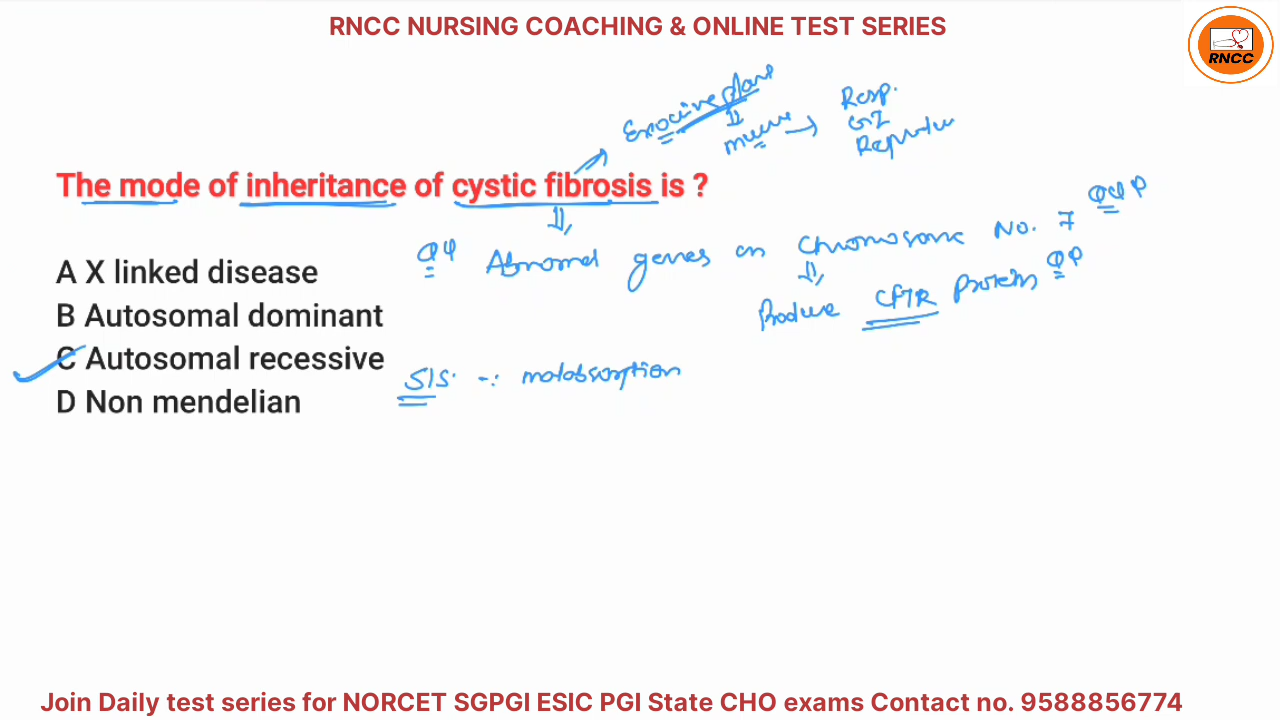 RNCC NURSING COACHING & ONLINE TEST SERIES
RNCC
Resp.
GI
Exocrine gland
mucus
The mode of inheritance of cystic fibrosis is ?
Abnormal genes on chromosome No. 7
Produce CFTR Protein
A X linked disease
B Autosomal dominant
C Autosomal recessive
S/S. malabsorption
D Non mendelian
Join Daily test series for NORCET SGPGI ESIC PGI State CHO exams Contact no. 9588856774